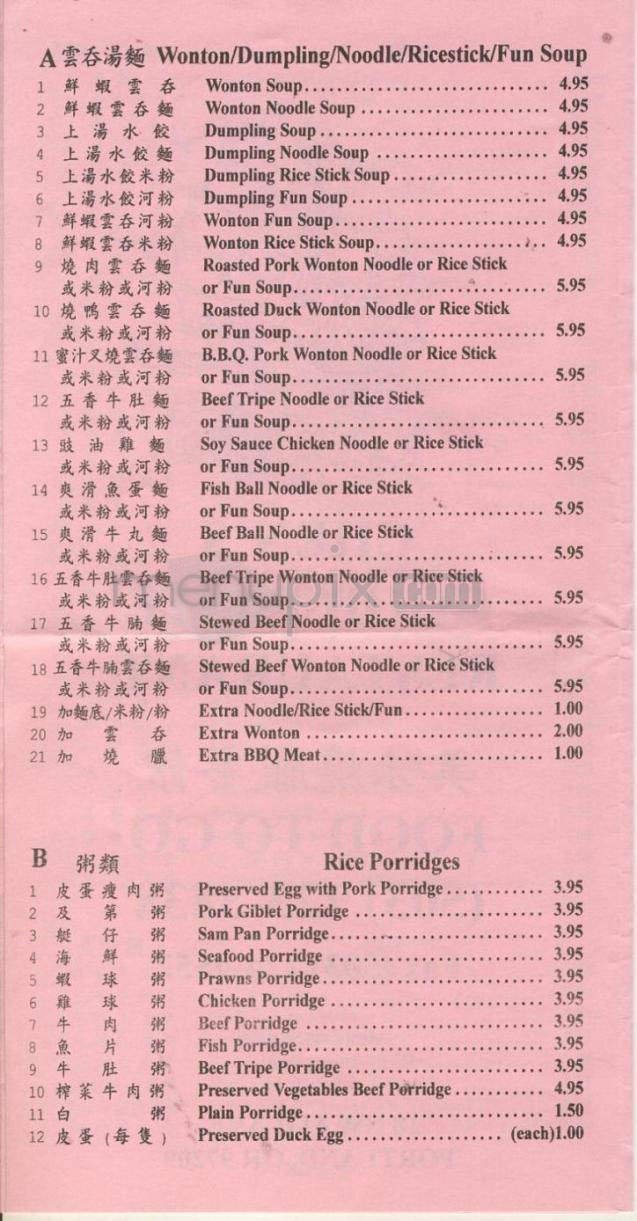 A 雲吞湯麵 Wonton/Dumpling/Noodle/Ricestick/Fun Soup
1 鮮蝦雲吞 Wonton Soup 4.95
2 鮮蝦雲吞麵 Wonton Noodle Soup 4.95
3 上湯水餃 Dumpling Soup 4.95
4 上湯水餃麵 Dumpling Noodle Soup 4.95
5 上湯水餃米粉 Dumpling Rice Stick Soup 4.95
6 上湯水餃河粉 Dumpling Fun Soup 4.95
7 鮮蝦雲吞河粉 Wonton Fun Soup 4.95
8 鮮蝦雲吞米粉 Wonton Rice Stick Soup 4.95
9 燒肉雲吞麵 Roasted Pork Wonton Noodle or Rice Stick
或米粉或河粉 or Fun Soup 5.95
10 燒鴨雲吞麵 Roasted Duck Wonton Noodle or Rice Stick
或米粉或河粉 or Fun Soup 5.95
11 蜜汁叉燒雲吞麵 B.B.Q. Pork Wonton Noodle or Rice Stick
或米粉或河粉 or Fun Soup 5.95
12 五香牛肚麵 Beef Tripe Noodle or Rice Stick
或米粉或河粉 or Fun Soup 5.95
13 豉油雞麵 Soy Sauce Chicken Noodle or Rice Stick
或米粉或河粉 or Fun Soup 5.95
14 爽滑魚蛋麵 Fish Ball Noodle or Rice Stick
或米粉或河粉 or Fun Soup 5.95
15 爽滑牛丸麵 Beef Ball Noodle or Rice Stick
或米粉或河粉 or Fun Soup 5.95
16 五香牛肚雲吞麵 Beef Tripe Wonton Noodle or Rice Stick
或米粉或河粉 or Fun Soup 5.95
17 五香牛腩麵 Stewed Beef Noodle or Rice Stick
或米粉或河粉 or Fun Soup 5.95
18 五香牛腩雲吞麵 Stewed Beef Wonton Noodle or Rice Stick
或米粉或河粉 or Fun Soup 5.95
19 加麵底/米粉/粉 Extra Noodle/Rice Stick/Fun 1.00
20 加雲吞 Extra Wonton 2.00
21 加燒臘 Extra BBQ Meat 1.00
B 粥類 Rice Porridges
1 皮蛋瘦肉粥 Preserved Egg with Pork Porridge 3.95
2 及第粥 Pork Giblet Porridge 3.95
3 艇仔粥 Sam Pan Porridge 3.95
4 海鮮粥 Seafood Porridge 3.95
5 蝦球粥 Prawns Porridge 3.95
6 雞球粥 Chicken Porridge 3.95
7 牛肉粥 Beef Porridge 3.95
8 魚片粥 Fish Porridge 3.95
9 牛肚粥 Beef Tripe Porridge 3.95
10 榨菜牛肉粥 Preserved Vegetables Beef Porridge 4.95
11 白粥 Plain Porridge 1.50
12 皮蛋 (每隻) Preserved Duck Egg (each)1.00